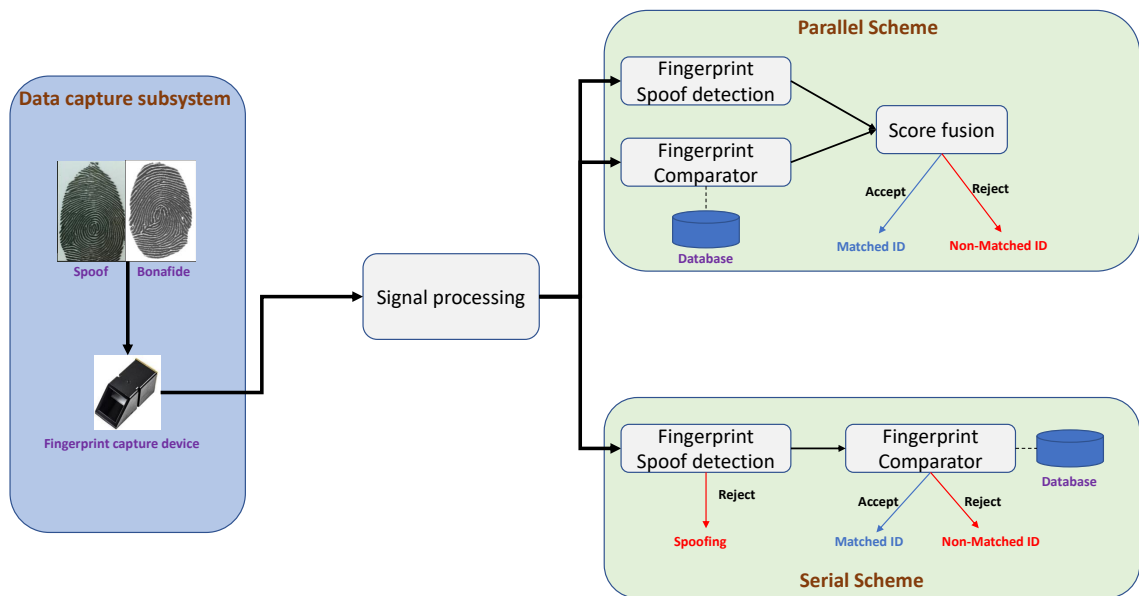 Data capture subsystem
Spoof
Bonafide
Fingerprint capture device
Signal processing
Parallel Scheme
Fingerprint
Spoof detection
Fingerprint
Comparator
Database
Score fusion
Accept
Reject
Matched ID
Non-Matched ID
Fingerprint
Spoof detection
Reject
Spoofing
Fingerprint
Comparator
Database
Accept
Reject
Matched ID
Non-Matched ID
Serial Scheme